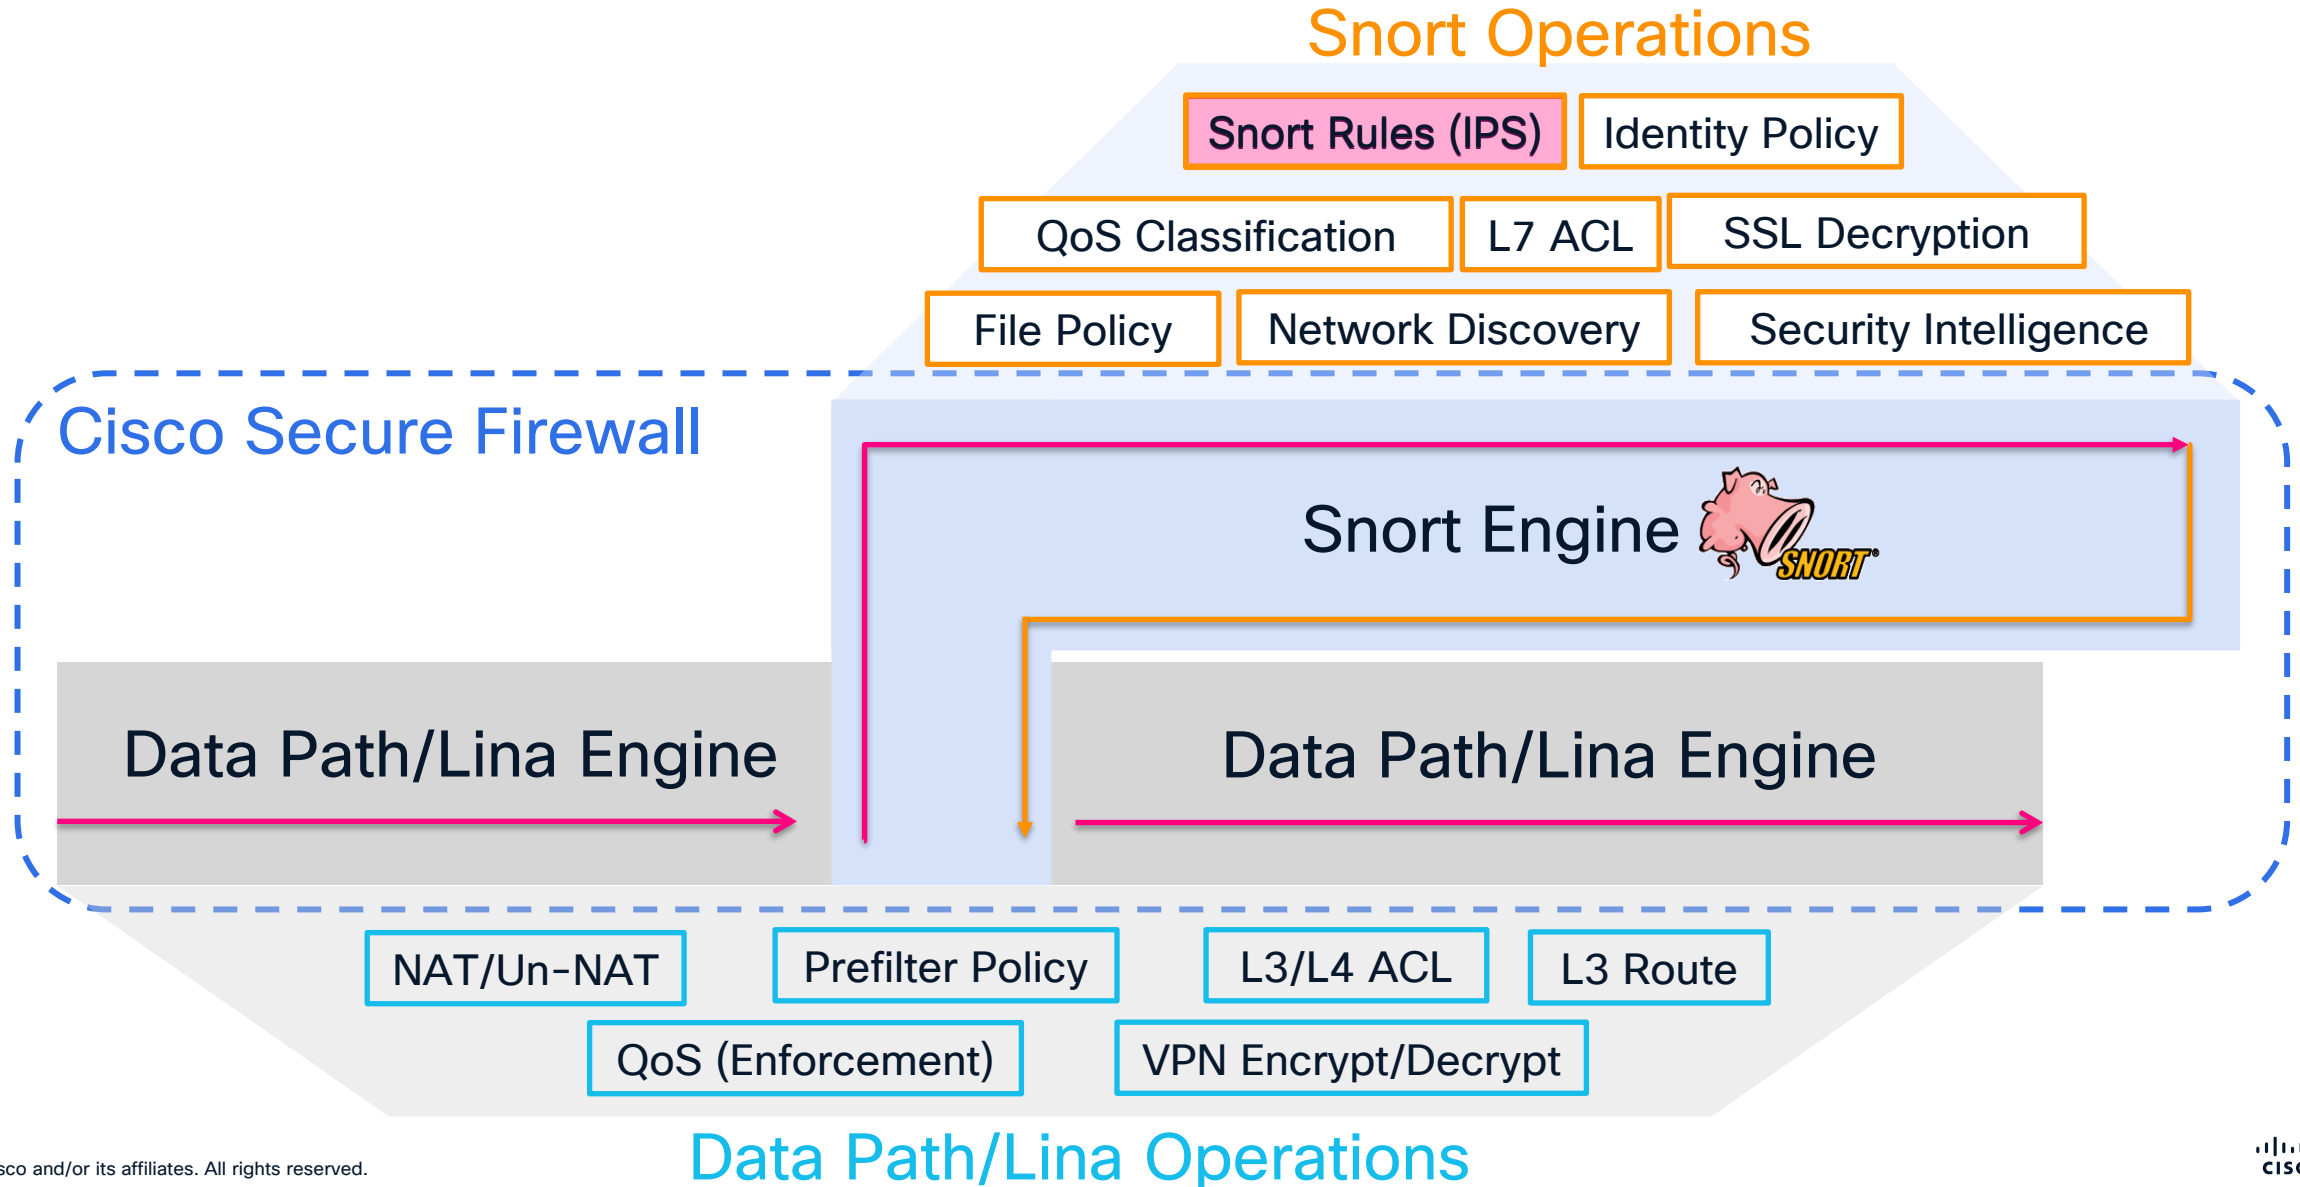 Snort Operations
Snort Rules (IPS)
Identity Policy
QoS Classification
L7 ACL
SSL Decryption
File Policy
Network Discovery
Security Intelligence
Cisco Secure Firewall
Snort Engine
SNORT®
Data Path/Lina Engine
Data Path/Lina Engine
NAT/Un-NAT
Prefilter Policy
L3/L4 ACL
L3 Route
QoS (Enforcement)
VPN Encrypt/Decrypt
Data Path/Lina Operations
sco and/or its affiliates. All rights reserved.
CISC